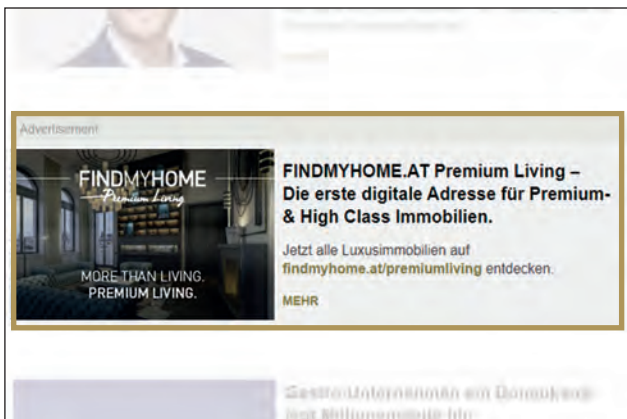 Advertisement
FINDMYHOME
Premium Living
MORE THAN LIVING.
PREMIUM LIVING.
FINDMYHOME.AT Premium Living –
Die erste digitale Adresse für Premium-
& High Class Immobilien.
Jetzt alle Luxusimmobilien auf
findmyhome.at/premiumliving entdecken.
MEHR